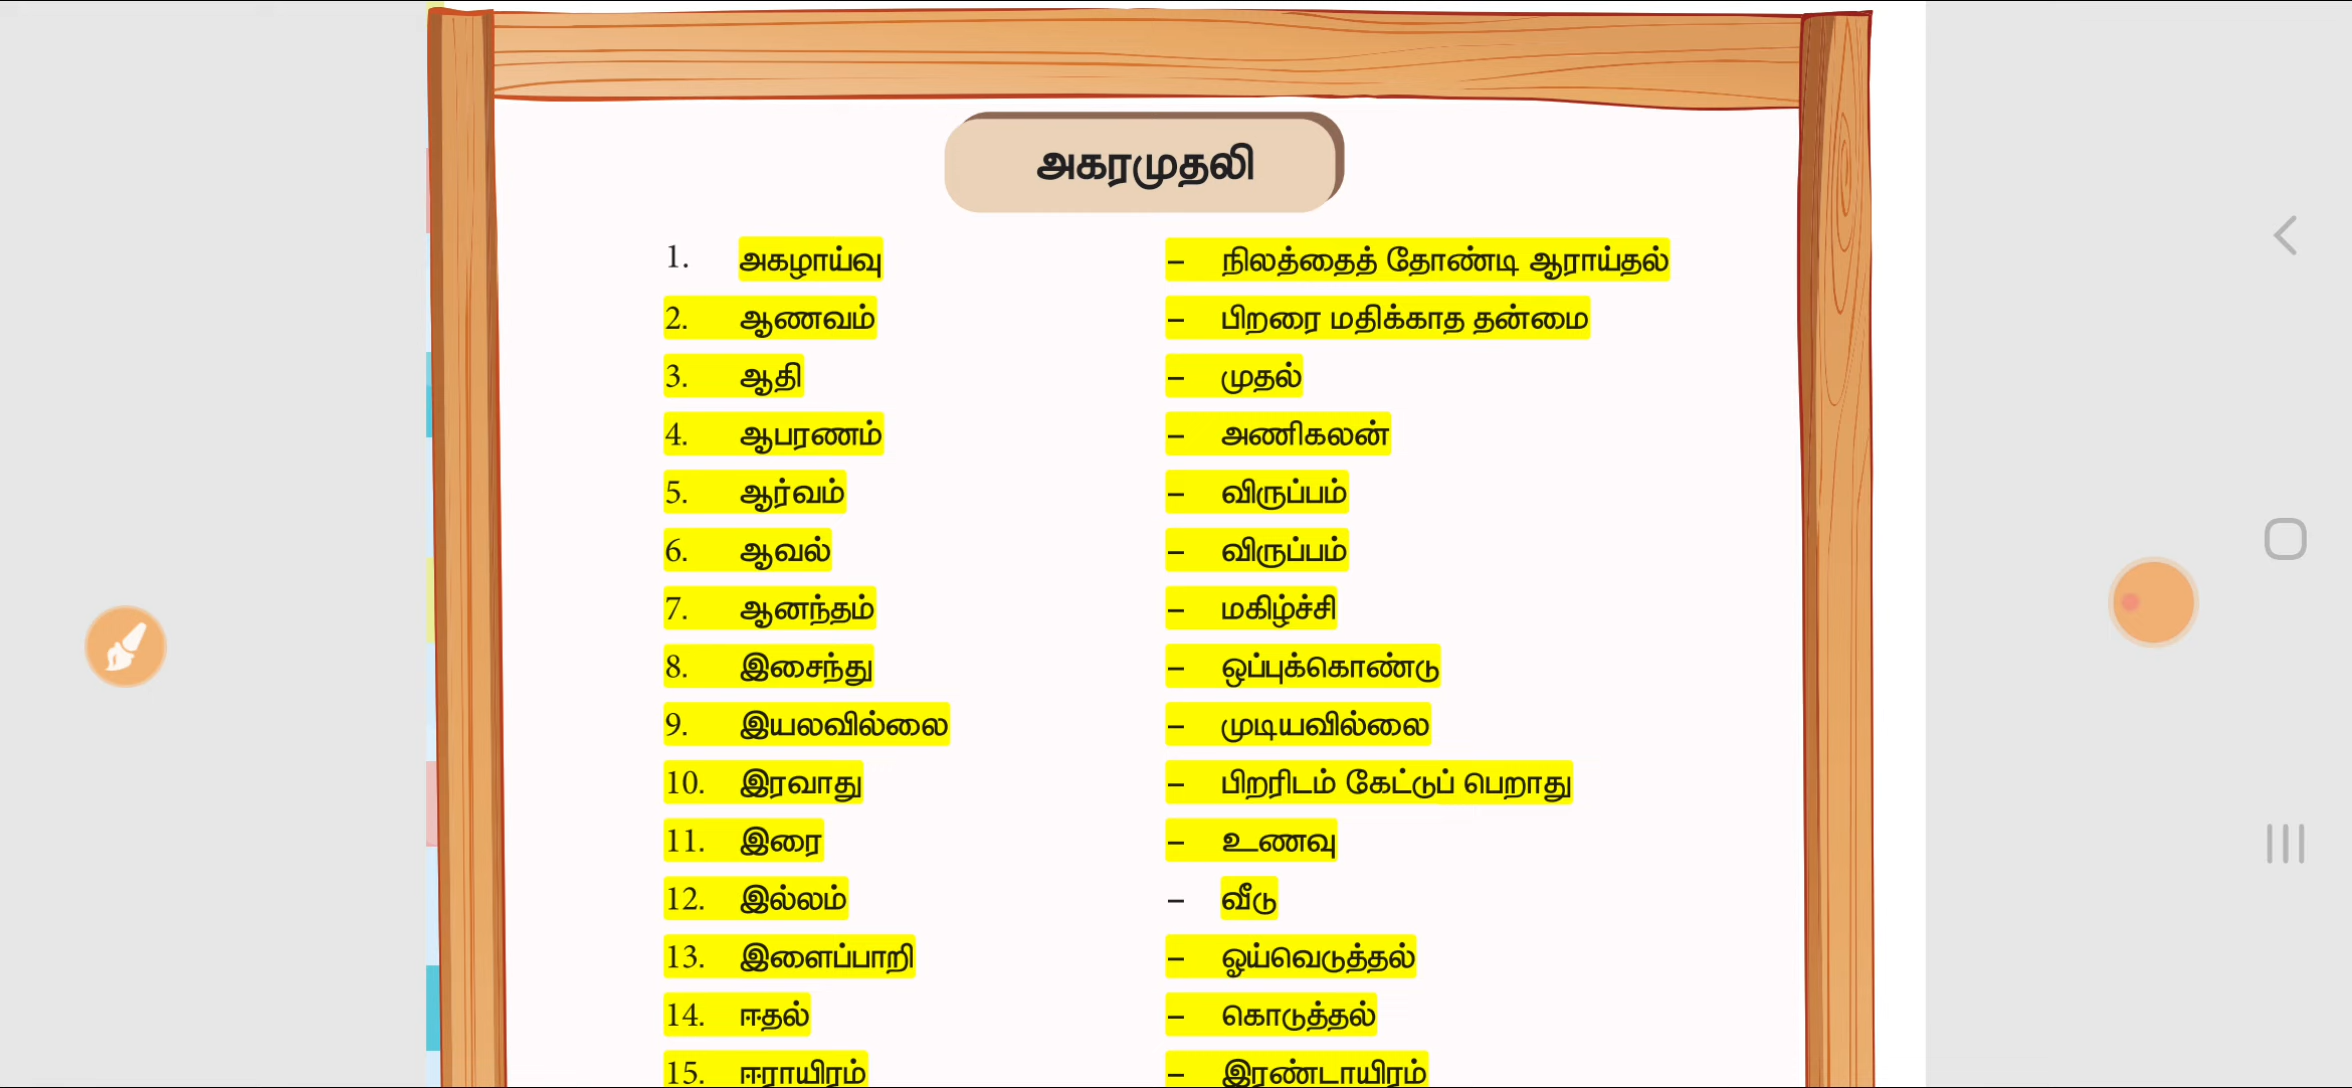 அகரமுதலி
1. அகழாய்வு – நிலத்தைத் தோண்டி ஆராய்தல்
2. ஆணவம் – பிறரை மதிக்காத தன்மை
3. ஆதி – முதல்
4. ஆபரணம் – அணிகலன்
5. ஆர்வம் – விருப்பம்
6. ஆவல் – விருப்பம்
7. ஆனந்தம் – மகிழ்ச்சி
8. இசைந்து – ஒப்புக்கொண்டு
9. இயலவில்லை – முடியவில்லை
10. இரவாது – பிறரிடம் கேட்டுப் பெறாது
11. இரை – உணவு
12. இல்லம் – வீடு
13. இளைப்பாறி – ஓய்வெடுத்தல்
14. ஈதல் – கொடுத்தல்
15. ஈராயிரம் – இரண்டாயிரம்